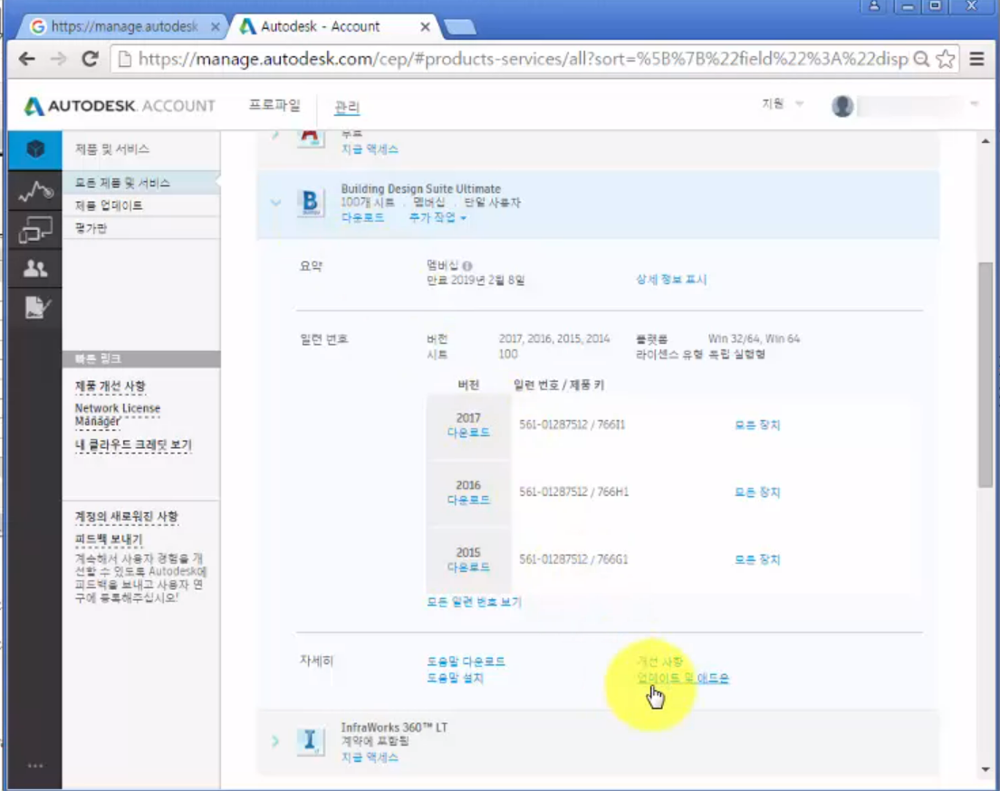 https://manage.autodesk
Autodesk - Account
https://manage.autodesk.com/cep/#products-services/all?sort=%5B%7B%22field%22%3A%22disp
AUTODESK ACCOUNT
프로파일
관리
지원
제품 및 서비스
모든 제품 및 서비스
제품 업데이트
평가판
빠른 링크
제품 개선 사항
Network License
Manager
내 클라우드 크레딧 보기
계정의 새로워진 사항
피드백 보내기
계속해서 사용자 경험을 개
선할 수 있도록 Autodesk에
피드백을 보내고 사용자 연
구에 등록해주십시오!
지금 액세스
Building Design Suite Ultimate
100개 시트 . 멤버십 . 단일 사용자
다운로드 추가 작업
요약
멤버십
만료 2019년 2월 8일
상세 정보 표시
일련 번호
버전 2017, 2016, 2015, 2014 플랫폼 Win 32/64, Win 64
시트 100 라이센스 유형 독립 실행형
버전 일련 번호 / 제품 키
2017
다운로드
561-01287512 / 766I1 모든 장치
2016
다운로드
561-01287512 / 766H1 모든 장치
2015
다운로드
561-01287512 / 766G1 모든 장치
모든 일련 번호 보기
자세히
도움말 다운로드
도움말 설치
개선 사항
업데이트 및 애드온
InfraWorks 360™ LT
계약에 포함됨
지금 액세스